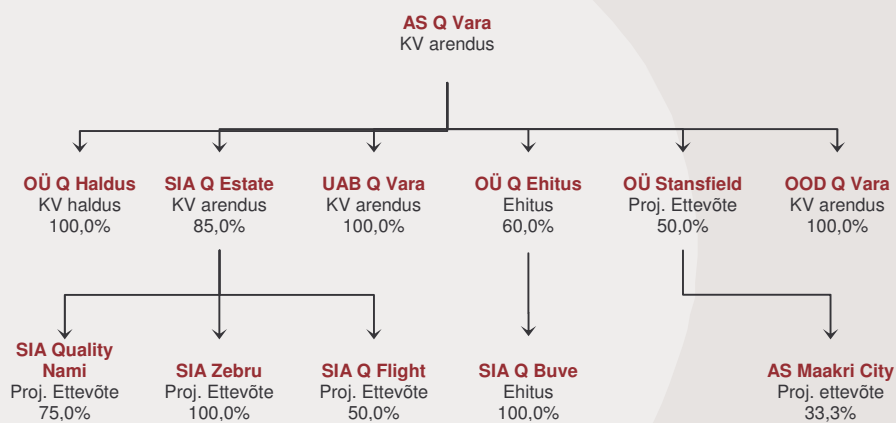 AS Q Vara
KV arendus
OÜ Q Haldus
KV haldus
100,0%
SIA Q Estate
KV arendus
85,0%
UAB Q Vara
KV arendus
100,0%
OÜ Q Ehitus
Ehitus
60,0%
OÜ Stansfield
Proj. Ettevõte
50,0%
OOD Q Vara
KV arendus
100,0%
SIA Quality
Nami
Proj. Ettevõte
75,0%
SIA Zebru
Proj. Ettevõte
100,0%
SIA Q Flight
Proj. Ettevõte
50,0%
SIA Q Buve
Ehitus
100,0%
AS Maakri City
Proj. ettevõte
33,3%